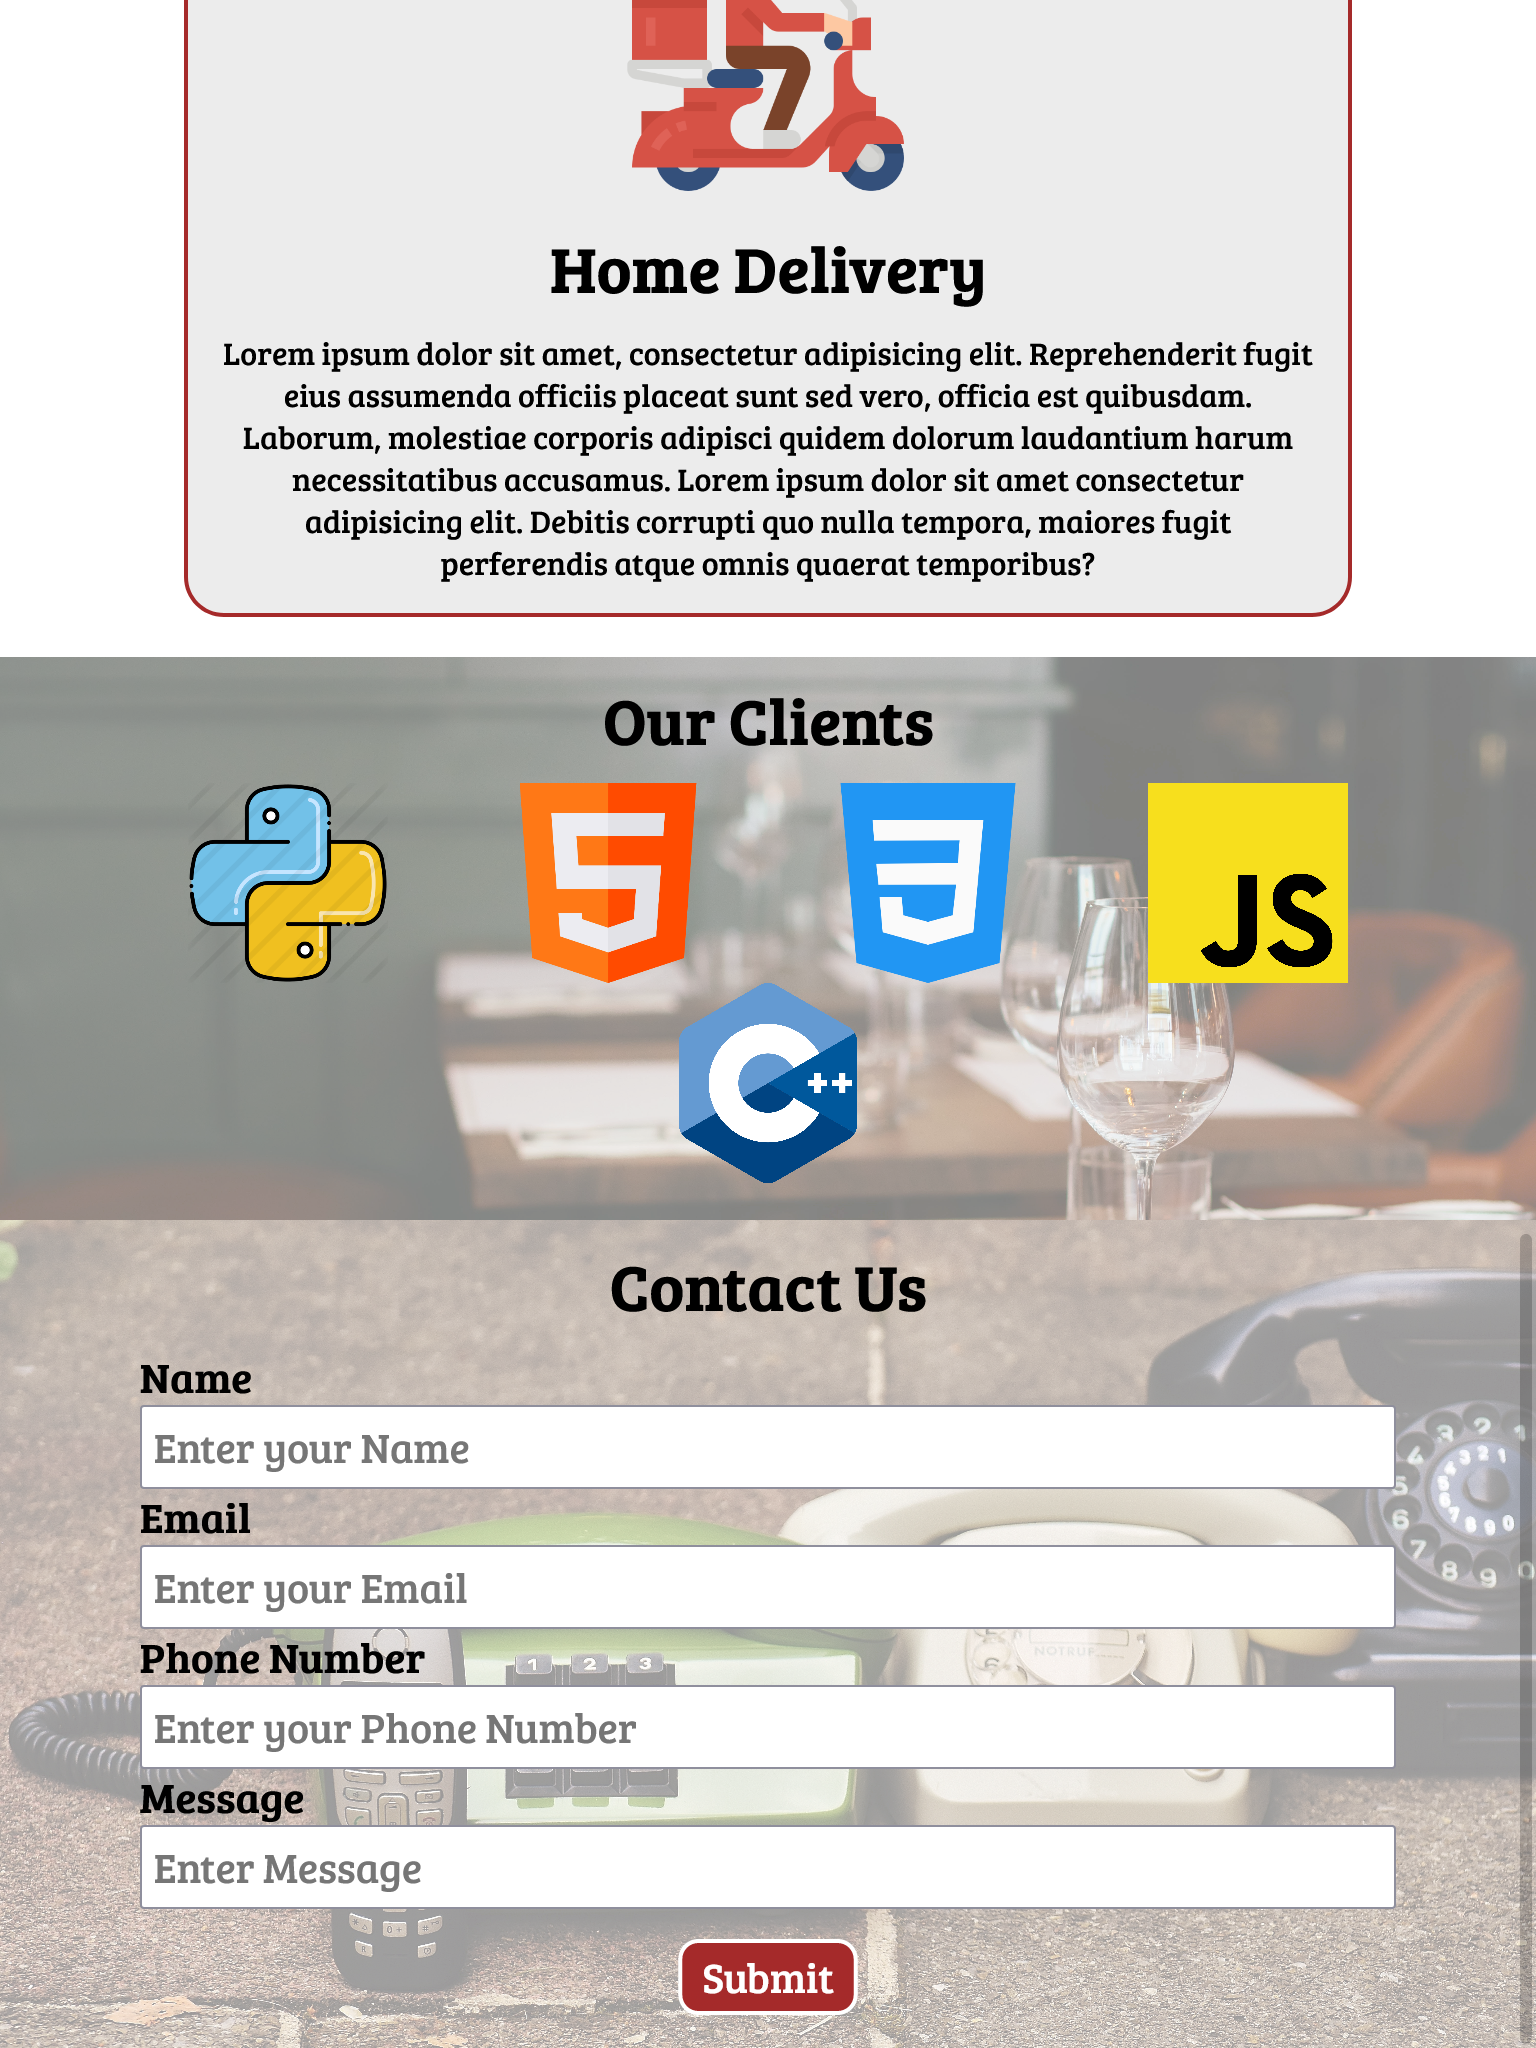 Home Delivery
Lorem ipsum dolor sit amet, consectetur adipisicing elit. Reprehenderit fugit
eius assumenda officiis placeat sunt sed vero, officia est quibusdam.
Laborum, molestiae corporis adipisci quidem dolorum laudantium harum
necessitatibus accusamus. Lorem ipsum dolor sit amet consectetur
adipisicing elit. Debitis corrupti quo nulla tempora, maiores fugit
perferendis atque omnis quaerat temporibus?
Our Clients
JS
C++
Contact Us
Name
Enter your Name
Email
Enter your Email
Phone Number
1 2 3
NOTRUF
Enter your Phone Number
Message
Enter Message
Submit